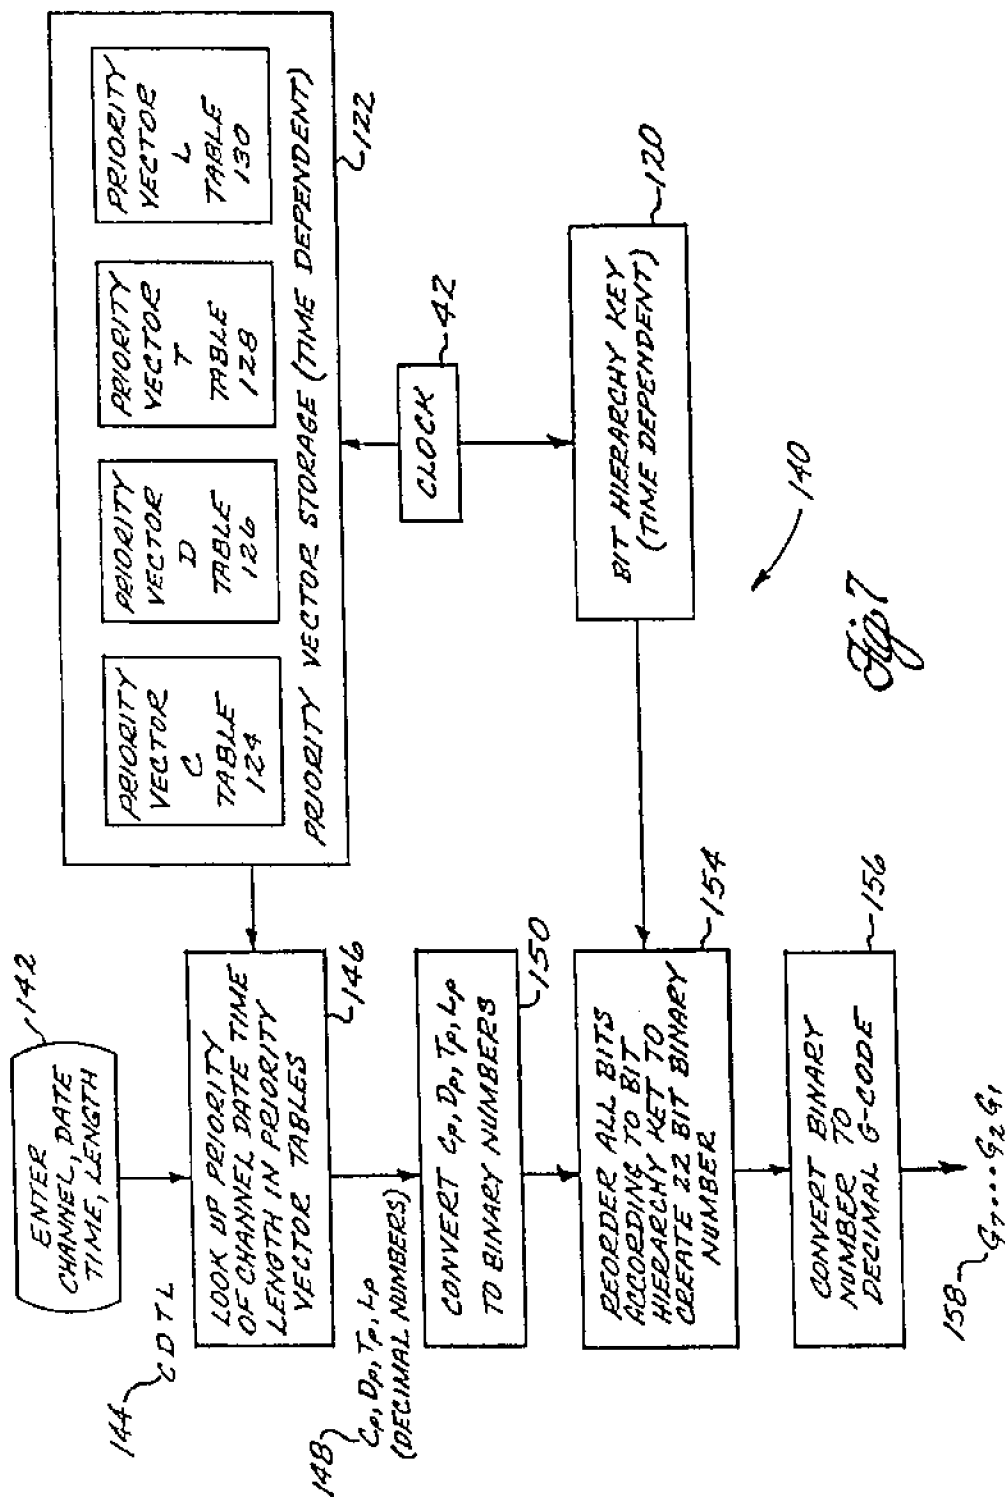 ENTER
CHANNEL, DATE
TIME, LENGTH
142
144
C D T L
LOOK UP PRIORITY
OF CHANNEL DATE TIME
LENGTH IN PRIORITY
VECTOR TABLES
146
148
Cp, Dp, Tp, Lp
(DECIMAL NUMBERS)
CONVERT Cp, Dp, Tp, Lp
TO BINARY NUMBERS
150
REORDER ALL BITS
ACCORDING TO BIT
HIERARCHY KET TO
CREATE 22 BIT BINARY
NUMBER
154
CONVERT BINARY
NUMBER TO
DECIMAL G-CODE
156
158
G7 .... G2 G1
PRIORITY
VECTOR
C
TABLE
124
PRIORITY
VECTOR
D
TABLE
126
PRIORITY
VECTOR
T
TABLE
128
PRIORITY
VECTOR
L
TABLE
130
PRIORITY VECTOR STORAGE (TIME DEPENDENT)
122
CLOCK
42
BIT HIERARCHY KEY
(TIME DEPENDENT)
120
140
Fig. 7